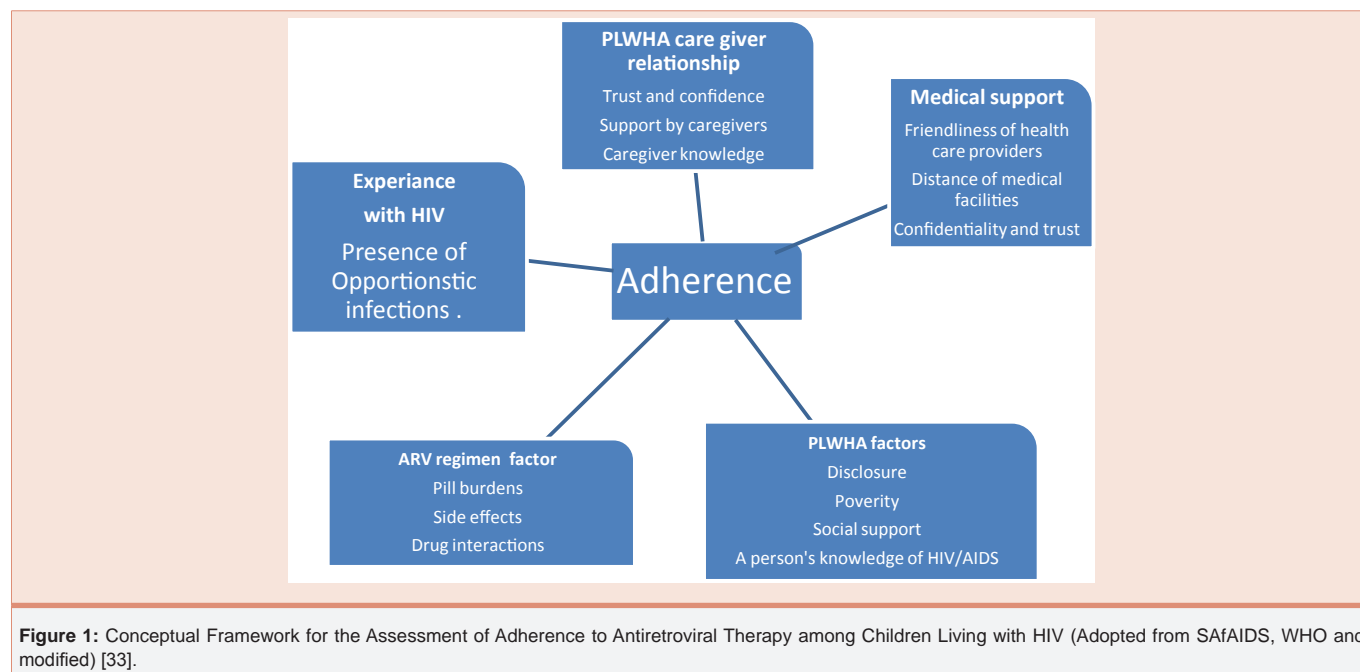 PLWHA care giver
relationship
Trust and confidence
Support by caregivers
Caregiver knowledge
Medical support
Friendliness of health
care providers
Distance of medical
facilities
Confidentiality and trust
Experiance
with HIV
Presence of
Opportionstic
infections .
Adherence
ARV regimen factor
Pill burdens
Side effects
Drug interactions
PLWHA factors
Disclosure
Poverity
Social support
A person's knowledge of HIV/AIDS
Figure 1: Conceptual Framework for the Assessment of Adherence to Antiretroviral Therapy among Children Living with HIV (Adopted from SAfAIDS, WHO and
modified) [33].